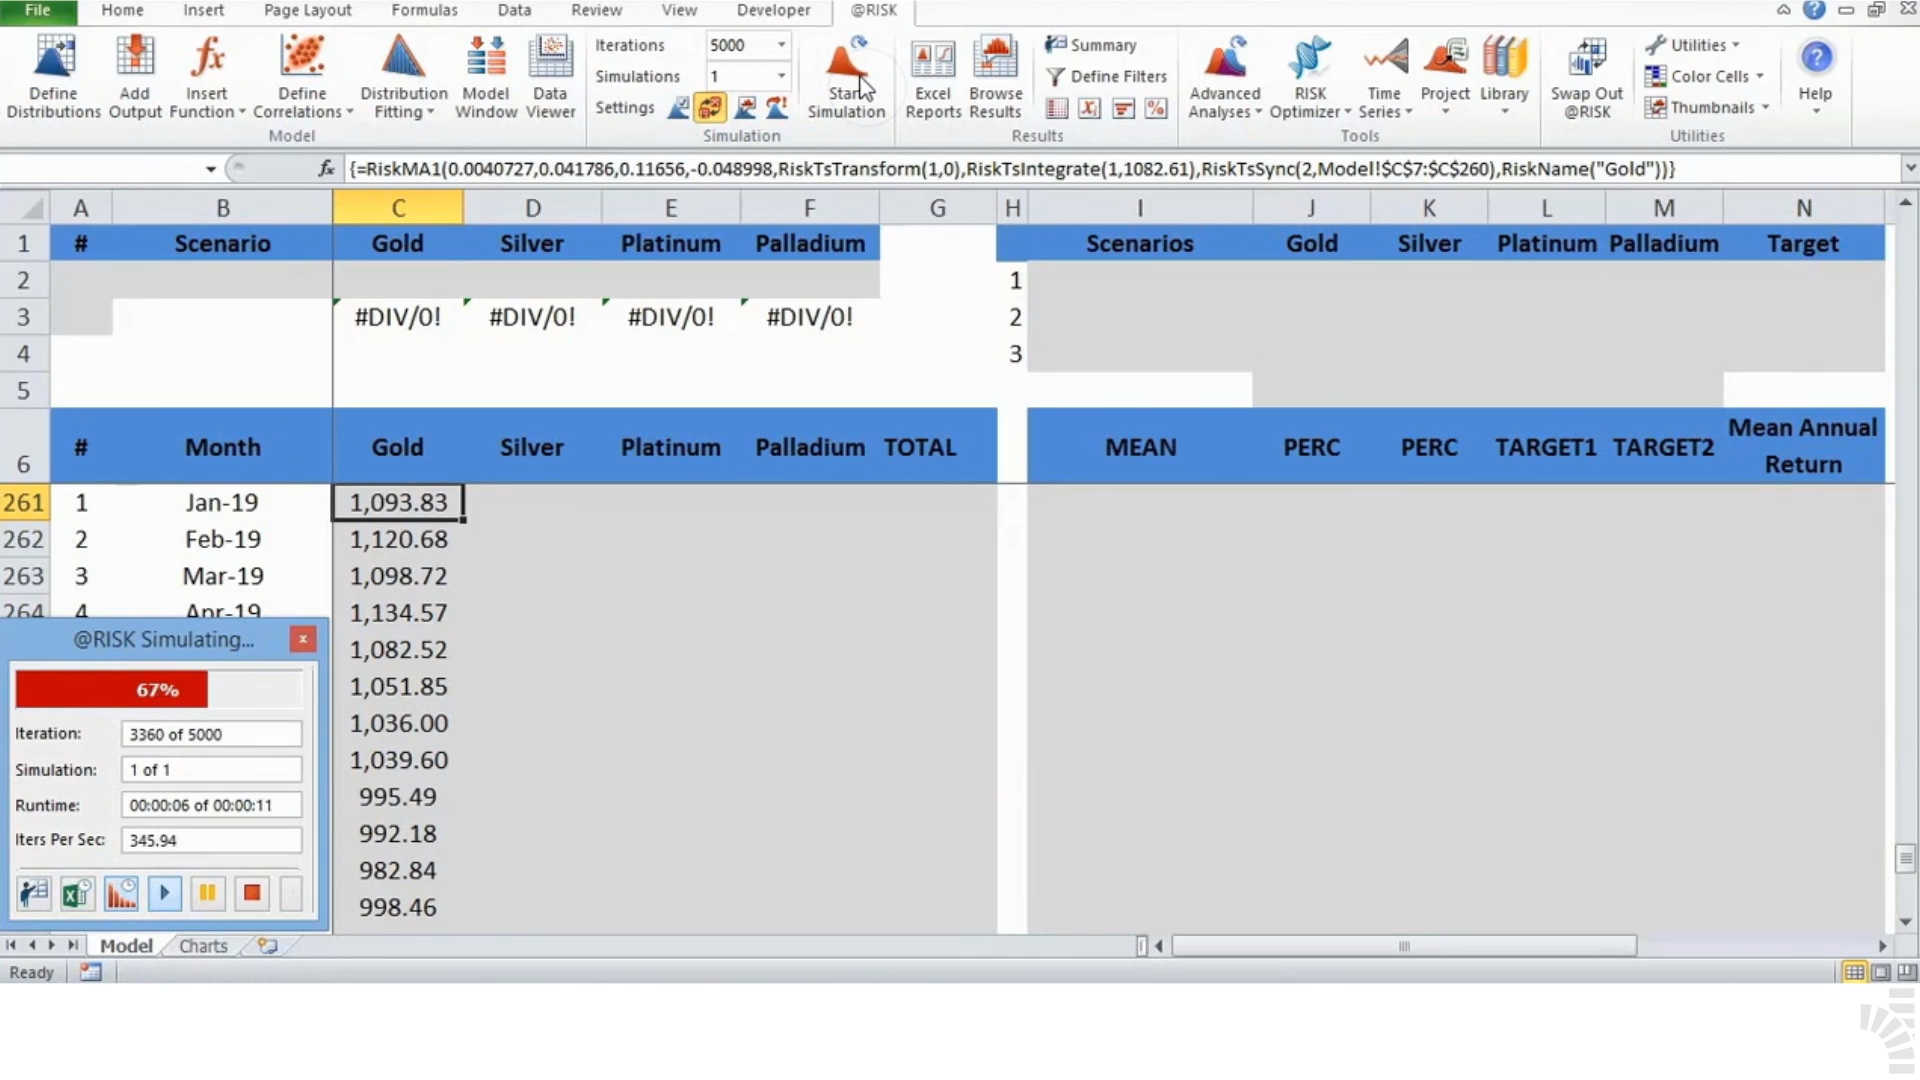 File Home Insert Page Layout Formulas Data Review View Developer @RISK
Iterations 5000
Simulations 1
Settings
Define Distributions
Add Output
Insert Function
Define Correlations
Distribution Fitting
Model Window
Data Viewer
Start Simulation
Excel Reports
Browse Results
Summary
Define Filters
Advanced Analyses
RISK Optimizer
Time Series
Project
Library
Swap Out @RISK
Utilities
Color Cells
Thumbnails
Help
Model Simulation Results Tools Utilities
fx {=RiskMA1(0.0040727,0.041786,0.11656,-0.048998,RiskTsTransform(1,0),RiskTsIntegrate(1,1082.61),RiskTsSync(2,Model!$C$7:$C$260),RiskName("Gold"))}
A B C D E F G H I J K L M N
1 # Scenario Gold Silver Platinum Palladium Scenarios Gold Silver Platinum Palladium Target
2 1
3 #DIV/0! #DIV/0! #DIV/0! #DIV/0! 2
4 3
5
6 # Month Gold Silver Platinum Palladium TOTAL MEAN PERC PERC TARGET1 TARGET2 Mean Annual Return
261 1 Jan-19 1,093.83
262 2 Feb-19 1,120.68
263 3 Mar-19 1,098.72
264 4 Apr-19 1,134.57
1,082.52
1,051.85
1,036.00
1,039.60
995.49
992.18
982.84
998.46
@RISK Simulating... x
67%
Iteration: 3360 of 5000
Simulation: 1 of 1
Runtime: 00:00:06 of 00:00:11
Iters Per Sec: 345.94
Model Charts
Ready